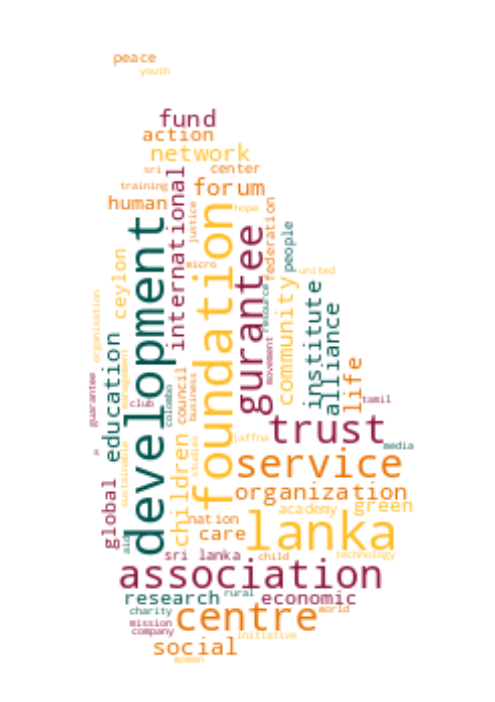 peace
youth
fund
action
network
sri
center
training
forum
human
international
justice
hope
federation
people
development
foundation
gurantee
micro
united
ceylon
community
resource
institute
alliance
organisation
education
management
movement
life
guarantee
club
colombo
council
business
tamil
trust
children
studies
jaffna
media
sustainable
service
global
organization
academy
green
nation
lanka
aid
care
sri lanka
child
technology
association
research
rural
economic
charity
centre
world
mission
company
initiative
social
women